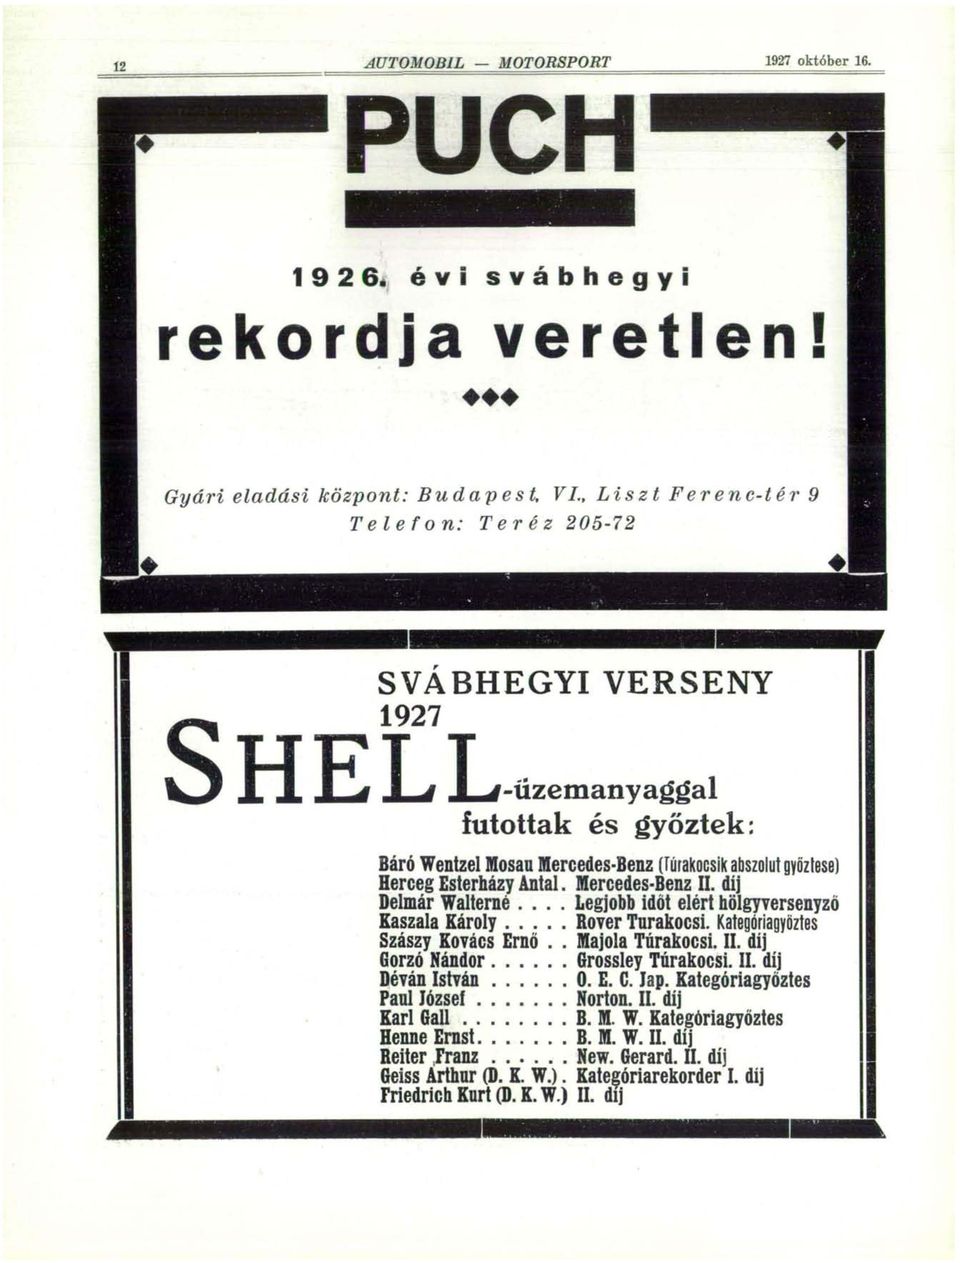 12 AUTOMOBIL — MOTORSPORT 1927 október 16.
PUCH
1926. évi svábhegyi
rekordja veretlen!
Gyári eladási központ: Budapest, VI., Liszt Ferenc-tér 9
Telefon: Teréz 205-72
SVÁBHEGYI VERSENY
1927
SHELL-üzemanyaggal
futottak és győztek:
Báró Wentzel Mosau Mercedes-Benz (Túrakocsik abszolut győztese)
Herceg Esterházy Antal. Mercedes-Benz II. díj
Delmár Walterné . . . . Legjobb időt elért hölgyversenyző
Kaszala Károly . . . . . Rover Turakocsi. Kategóriagyőztes
Szászy Kovács Ernő . . Majola Túrakocsi. II. díj
Gorzó Nándor . . . . . . Grossley Túrakocsi. II. díj
Déván István . . . . . . O. E. C. Jap. Kategóriagyőztes
Paul József . . . . . . . Norton. II. díj
Karl Gall . . . . . . . . B. M. W. Kategóriagyőztes
Henne Ernst. . . . . . . B. M. W. II. díj
Reiter Franz . . . . . . New. Gerard. II. díj
Geiss Arthur (D. K. W.). Kategóriarekorder I. díj
Friedrich Kurt (D. K. W.) II. díj